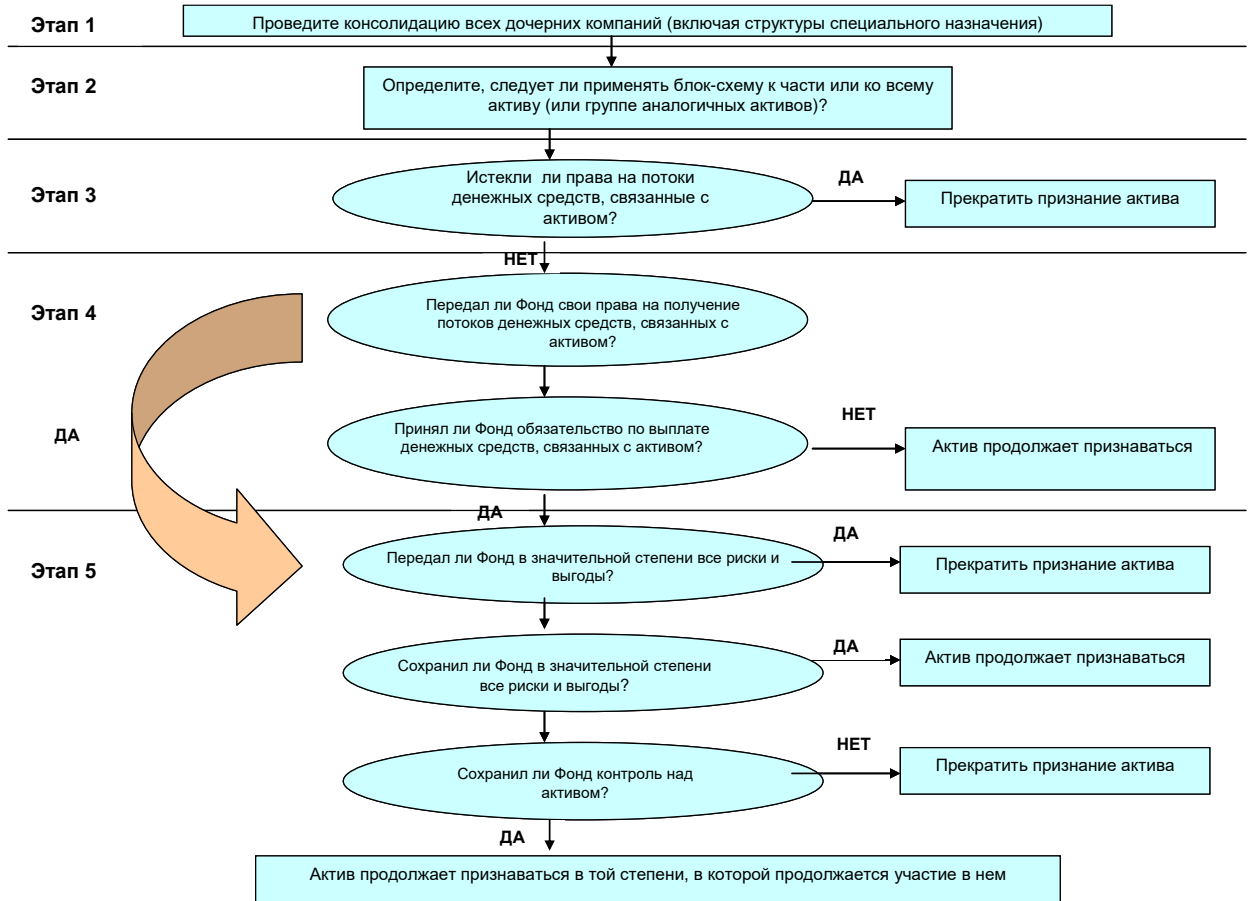 Этап 1
Проведите консолидацию всех дочерних компаний (включая структуры специального назначения)
Этап 2
Определите, следует ли применять блок-схему к части или ко всему
активу (или группе аналогичных активов)?
Этап 3
Истекли ли права на потоки
денежных средств, связанные с
активом?
ДА
Прекратить признание актива
НЕТ
Этап 4
Передал ли Фонд свои права на получение
потоков денежных средств, связанных с
активом?
ДА
Принял ли Фонд обязательство по выплате
денежных средств, связанных с активом?
НЕТ
Актив продолжает признаваться
ДА
Этап 5
Передал ли Фонд в значительной степени все риски и
выгоды?
ДА
Прекратить признание актива
Сохранил ли Фонд в значительной степени
все риски и выгоды?
ДА
Актив продолжает признаваться
Сохранил ли Фонд контроль над
активом?
НЕТ
Прекратить признание актива
ДА
Актив продолжает признаваться в той степени, в которой продолжается участие в нем